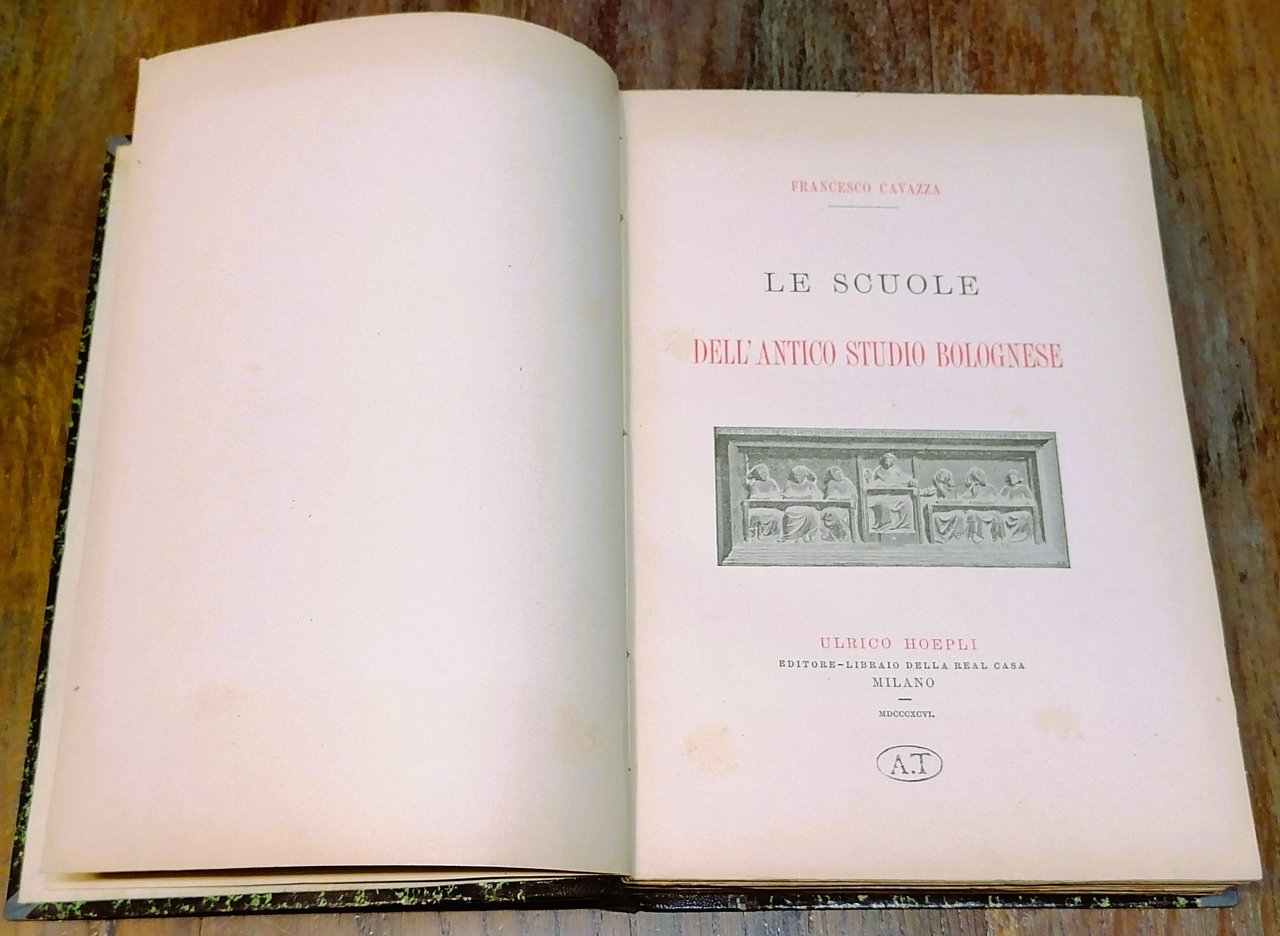 FRANCESCO CAVAZZA
LE SCUOLE
DELL'ANTICO STUDIO BOLOGNESE
ULRICO HOEPLI
EDITORE-LIBRAIO DELLA REAL CASA
MILANO
MDCCCXCVI.
A.T